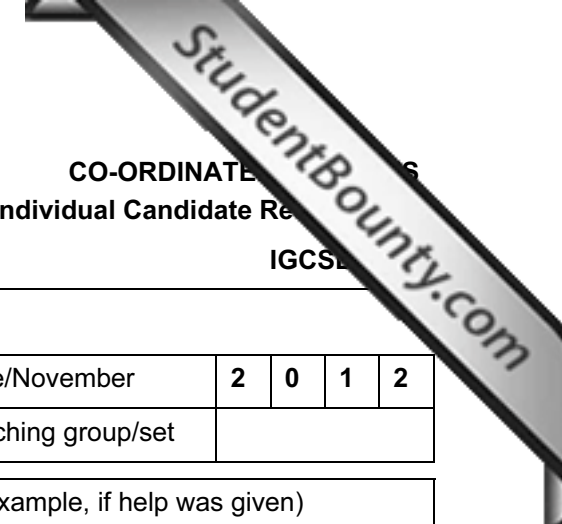 StudentBounty.com
CO-ORDINATE
ndividual Candidate Re
IGCS
e/November 2 0 1 2
ching group/set
xample, if help was given)